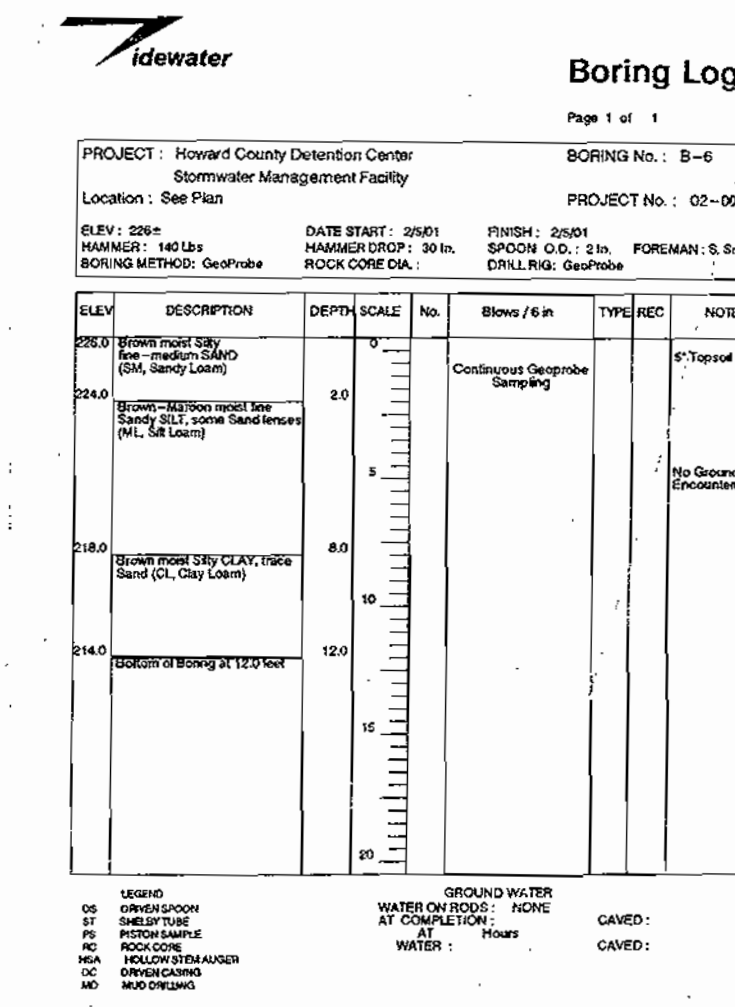 idewater
Boring Log
Page 1 of 1
PROJECT : Howard County Detention Center
Stormwater Management Facility
Location : See Plan
BORING No. : B-6
PROJECT No. : 02-00
ELEV : 226±
DATE START : 2/5/01
FINISH : 2/5/01
HAMMER : 140 Lbs
HAMMER DROP : 30 In.
SPOON O.D. : 2 In.
FOREMAN : S.
BORING METHOD: GeoProbe
ROCK CORE DIA. :
DRILL RIG: GeoProbe
ELEV DESCRIPTION DEPTH SCALE No. Blows / 6 in TYPE REC NOTE
226.0 Brown moist Silty 0
fine-medium SAND
(SM, Sandy Loam)
Continuous Geoprobe
Sampling
Topsoil
224.0 2.0
Brown-Maroon moist fine
Sandy SILT, some Sand lenses
(ML, Silt Loam)
5
No Ground
Encounter
218.0 8.0
Brown moist Silty CLAY, trace
Sand (CL, Clay Loam)
10
214.0 12.0
Bottom of Boring at 12.0 feet
15
20
LEGEND
DS DRIVEN SPOON
ST SHELBY TUBE
PS PISTON SAMPLE
RC ROCK CORE
HSA HOLLOW STEM AUGER
DC DRIVEN CASING
MD MUD DRILLING
GROUND WATER
WATER ON RODS : NONE
AT COMPLETION : CAVED :
AT Hours
WATER : CAVED :